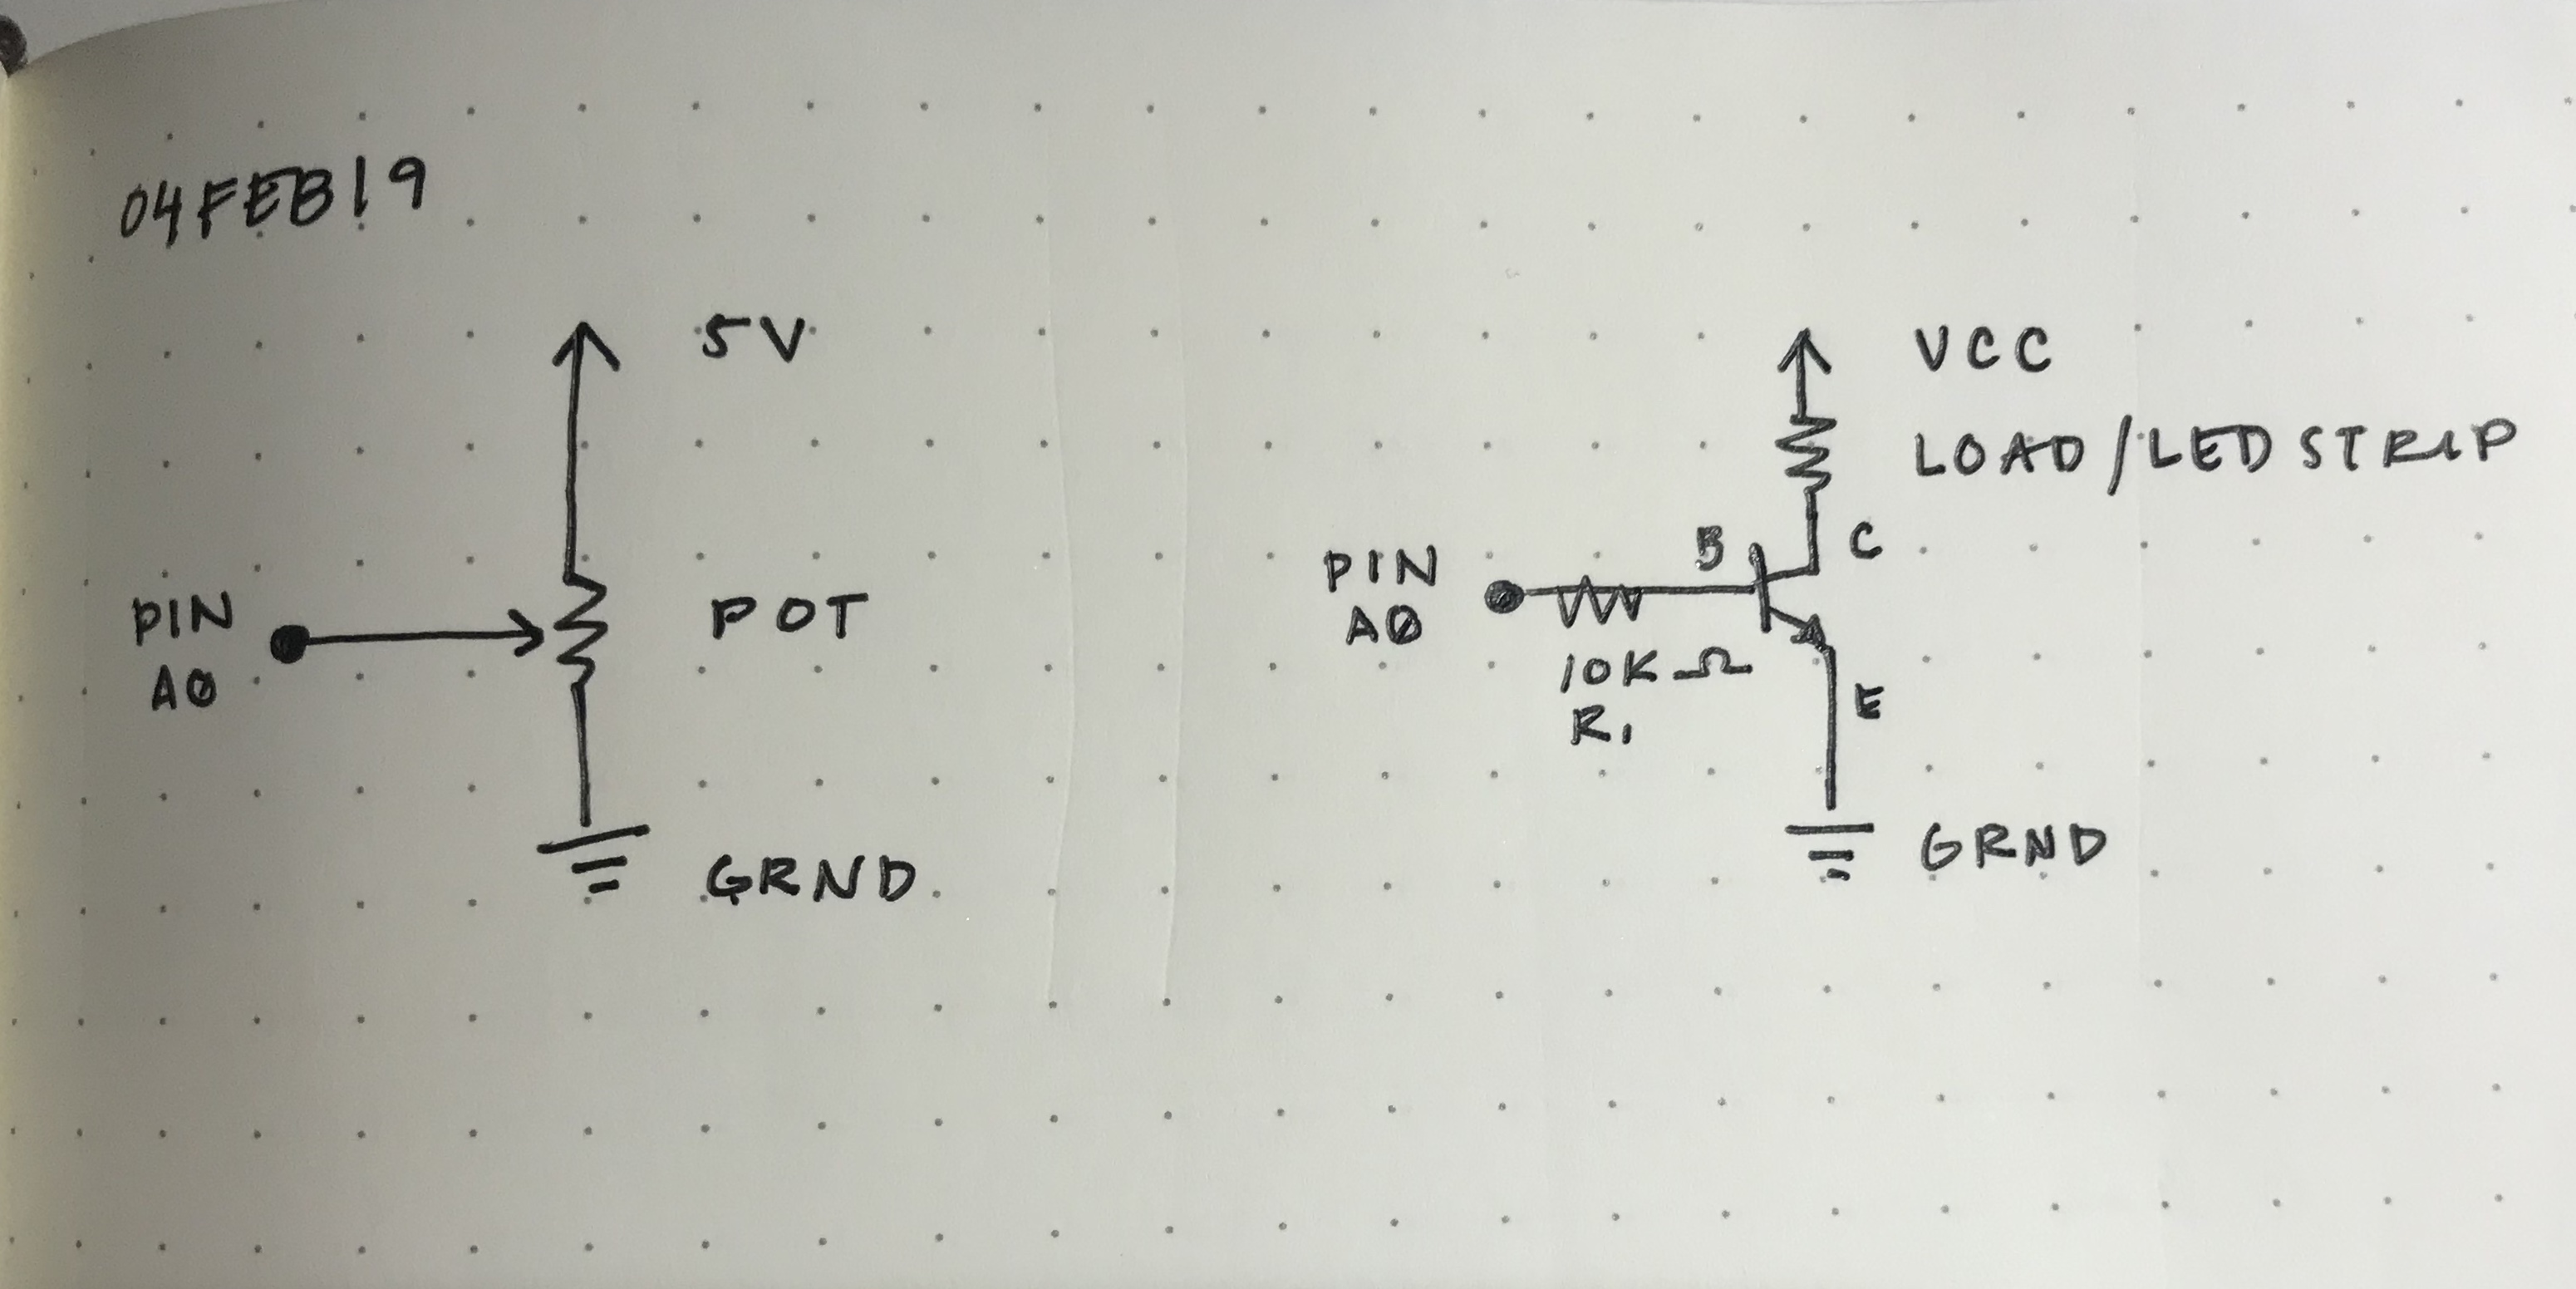 04FEB19
5V
PIN
A0
POT
GRND
VCC
LOAD/LED STRIP
B
C
PIN
A0
10K Ω
R1
E
GRND